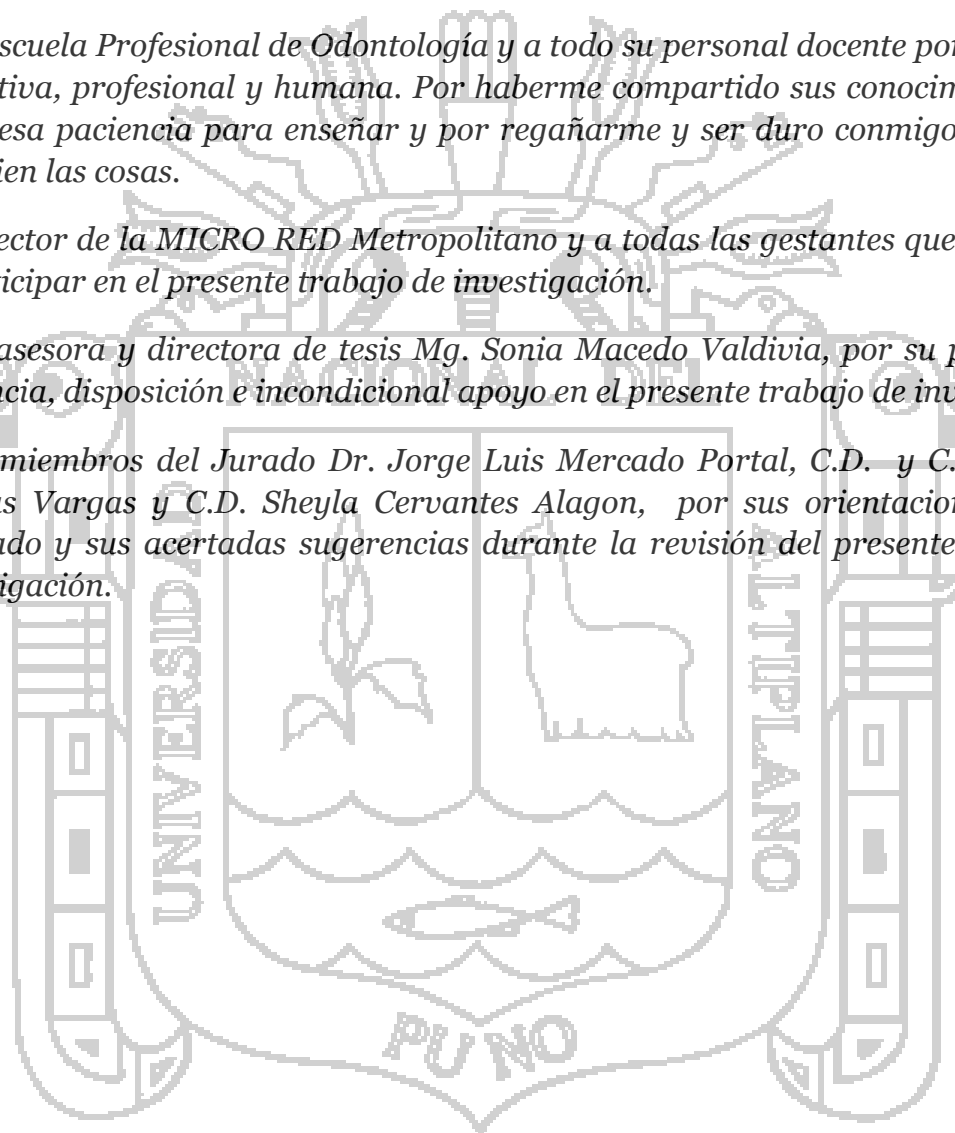 scuela Profesional de Odontología y a todo su personal docente por
tiva, profesional y humana. Por haberme compartido sus conocim
esa paciencia para enseñar y por regañarme y ser duro conmigo
ien las cosas.
ector de la MICRO RED Metropolitano y a todas las gestantes que
ticipar en el presente trabajo de investigación.
asesora y directora de tesis Mg. Sonia Macedo Valdivia, por su p
ncia, disposición e incondicional apoyo en el presente trabajo de inv
miembros del Jurado Dr. Jorge Luis Mercado Portal, C.D. y C.
as Vargas y C.D. Sheyla Cervantes Alagon, por sus orientacion
ado y sus acertadas sugerencias durante la revisión del presente
igación.
UNIVERSIDAD
NACIONAL DEL
ALTIPLANO
PUNO